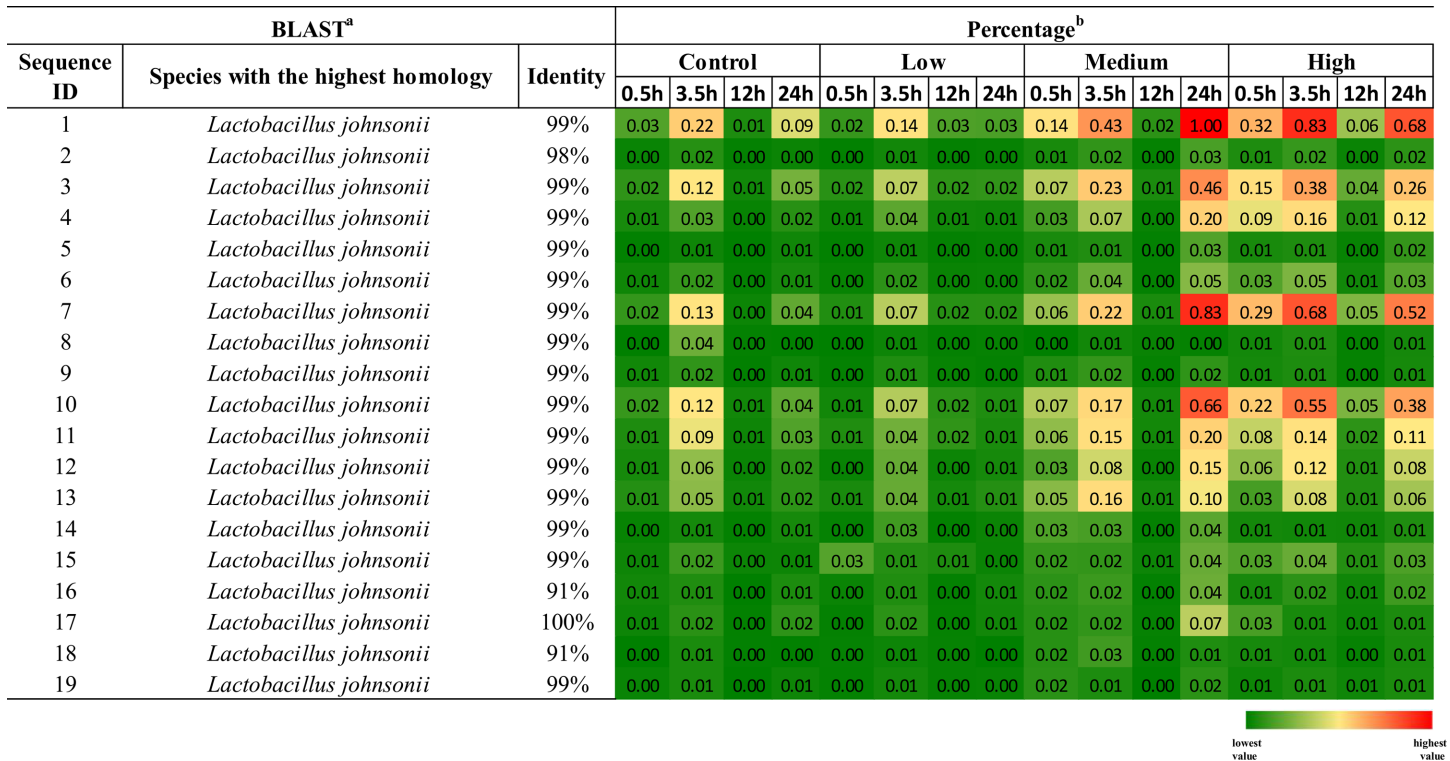 BLASTa Percentageb
Sequence ID Species with the highest homology Identity Control Low Medium High
0.5h 3.5h 12h 24h 0.5h 3.5h 12h 24h 0.5h 3.5h 12h 24h 0.5h 3.5h 12h 24h
1 Lactobacillus johnsonii 99% 0.03 0.22 0.01 0.09 0.02 0.14 0.03 0.03 0.14 0.43 0.02 1.00 0.32 0.83 0.06 0.68
2 Lactobacillus johnsonii 98% 0.00 0.02 0.00 0.00 0.00 0.01 0.00 0.00 0.01 0.02 0.00 0.03 0.01 0.02 0.00 0.02
3 Lactobacillus johnsonii 99% 0.02 0.12 0.01 0.05 0.02 0.07 0.02 0.02 0.07 0.23 0.01 0.46 0.15 0.38 0.04 0.26
4 Lactobacillus johnsonii 99% 0.01 0.03 0.00 0.02 0.01 0.04 0.01 0.01 0.03 0.07 0.00 0.20 0.09 0.16 0.01 0.12
5 Lactobacillus johnsonii 99% 0.00 0.01 0.00 0.01 0.00 0.01 0.00 0.00 0.01 0.01 0.00 0.03 0.01 0.01 0.00 0.02
6 Lactobacillus johnsonii 99% 0.01 0.02 0.00 0.01 0.00 0.02 0.00 0.00 0.02 0.04 0.00 0.05 0.03 0.05 0.01 0.03
7 Lactobacillus johnsonii 99% 0.02 0.13 0.00 0.04 0.01 0.07 0.02 0.02 0.06 0.22 0.01 0.83 0.29 0.68 0.05 0.52
8 Lactobacillus johnsonii 99% 0.00 0.04 0.00 0.00 0.00 0.01 0.00 0.00 0.00 0.01 0.00 0.00 0.01 0.01 0.00 0.01
9 Lactobacillus johnsonii 99% 0.01 0.02 0.00 0.01 0.00 0.01 0.00 0.00 0.01 0.02 0.00 0.02 0.01 0.01 0.00 0.01
10 Lactobacillus johnsonii 99% 0.02 0.12 0.01 0.04 0.01 0.07 0.02 0.01 0.07 0.17 0.01 0.66 0.22 0.55 0.05 0.38
11 Lactobacillus johnsonii 99% 0.01 0.09 0.01 0.03 0.01 0.04 0.02 0.01 0.06 0.15 0.01 0.20 0.08 0.14 0.02 0.11
12 Lactobacillus johnsonii 99% 0.01 0.06 0.00 0.02 0.00 0.04 0.00 0.01 0.03 0.08 0.00 0.15 0.06 0.12 0.01 0.08
13 Lactobacillus johnsonii 99% 0.01 0.05 0.01 0.02 0.01 0.04 0.01 0.01 0.05 0.16 0.01 0.10 0.03 0.08 0.01 0.06
14 Lactobacillus johnsonii 99% 0.00 0.01 0.00 0.01 0.00 0.03 0.00 0.00 0.03 0.03 0.00 0.04 0.01 0.01 0.01 0.01
15 Lactobacillus johnsonii 99% 0.01 0.02 0.01 0.01 0.03 0.01 0.01 0.00 0.02 0.02 0.01 0.04 0.03 0.04 0.01 0.03
16 Lactobacillus johnsonii 91% 0.01 0.01 0.00 0.01 0.00 0.01 0.00 0.00 0.02 0.02 0.00 0.04 0.01 0.02 0.01 0.02
17 Lactobacillus johnsonii 100% 0.01 0.02 0.00 0.02 0.00 0.02 0.00 0.01 0.02 0.02 0.00 0.07 0.03 0.01 0.01 0.01
18 Lactobacillus johnsonii 91% 0.00 0.01 0.00 0.00 0.00 0.01 0.00 0.00 0.02 0.03 0.00 0.01 0.01 0.01 0.00 0.01
19 Lactobacillus johnsonii 99% 0.00 0.01 0.00 0.01 0.00 0.01 0.00 0.00 0.02 0.01 0.00 0.02 0.01 0.01 0.01 0.01
lowest value highest value